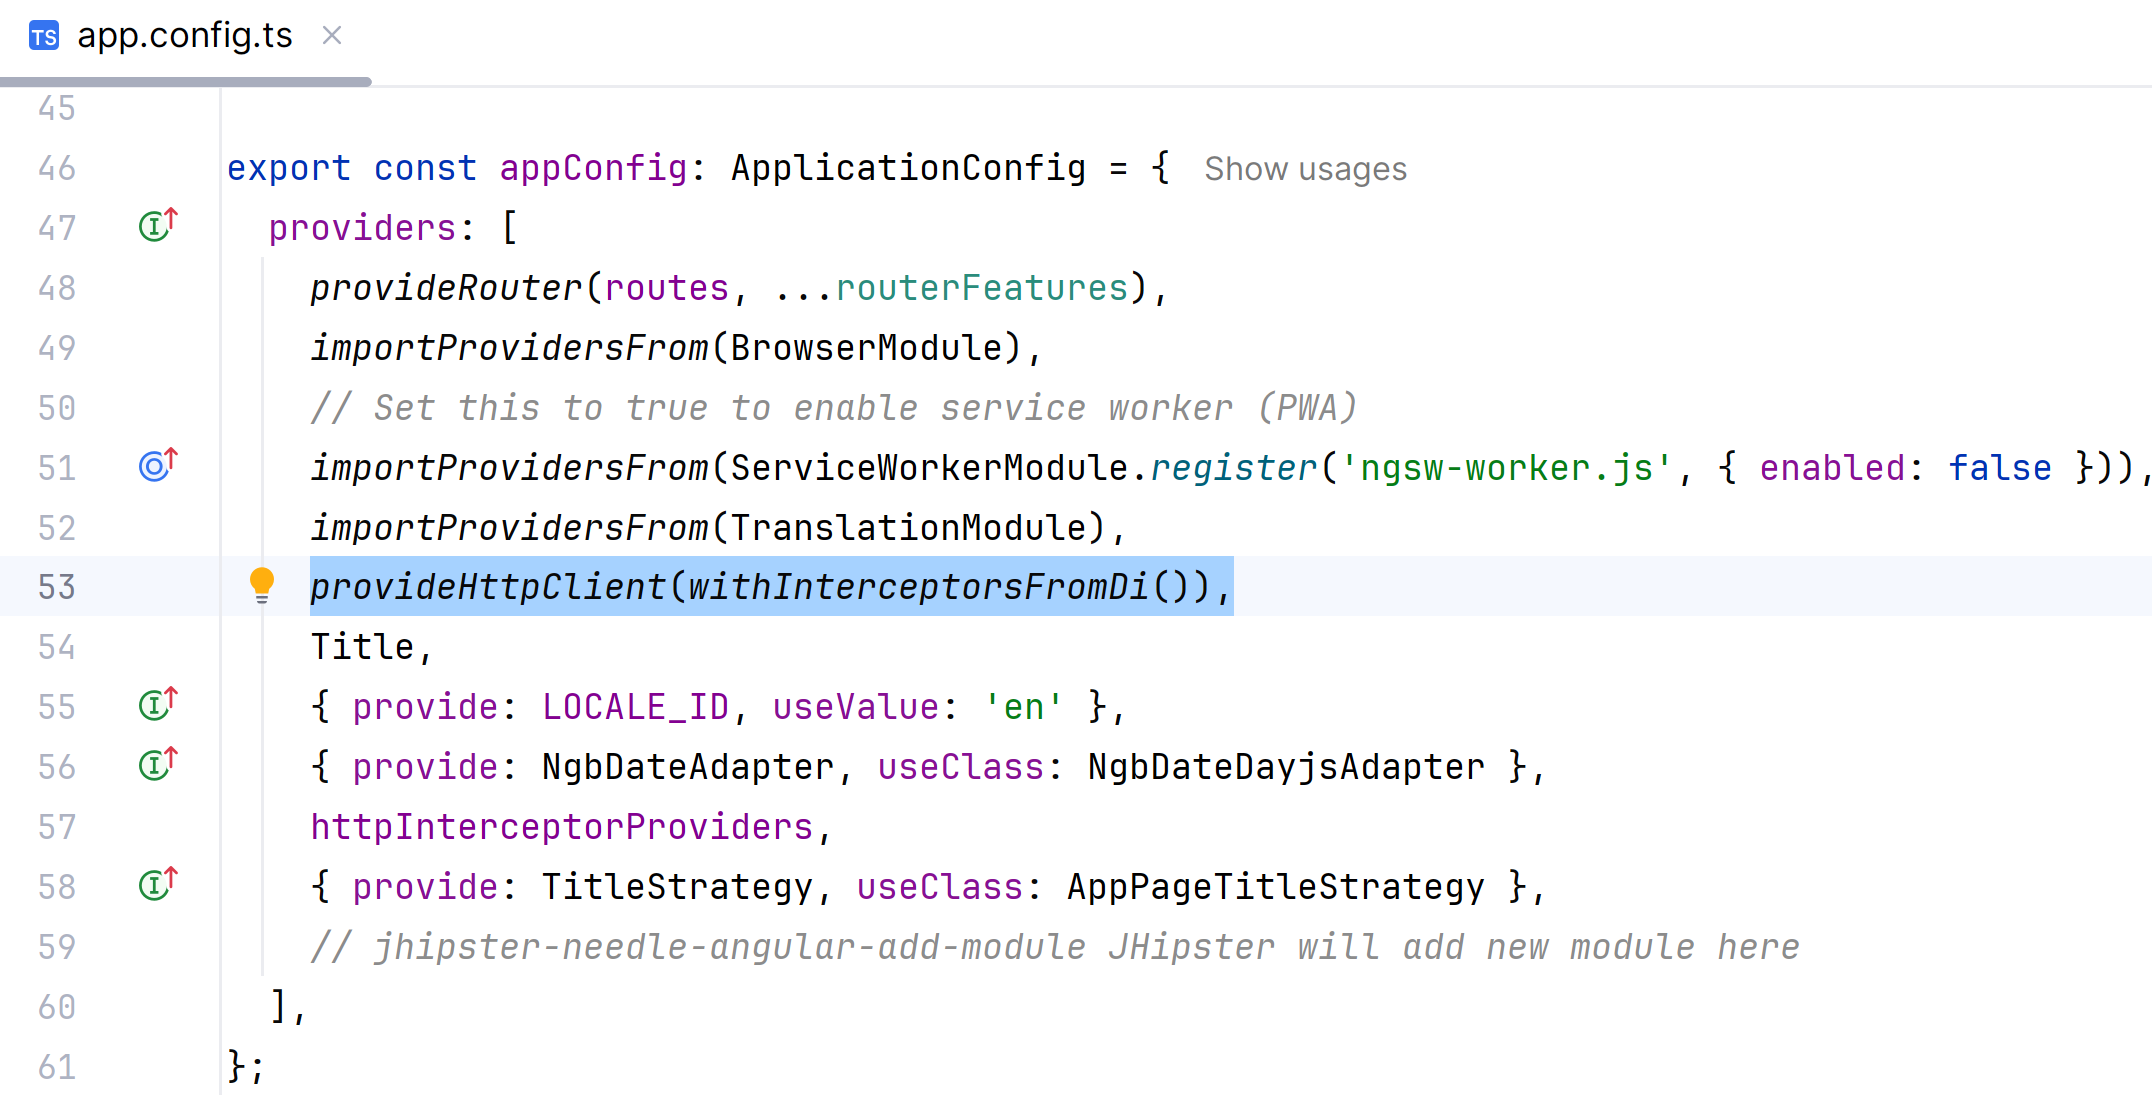 TS app.config.ts
45
46 export const appConfig: ApplicationConfig = { Show usages
47 providers: [
48 provideRouter(routes, ...routerFeatures),
49 importProvidersFrom(BrowserModule),
50 // Set this to true to enable service worker (PWA)
51 importProvidersFrom(ServiceWorkerModule.register('ngsw-worker.js', { enabled: false })),
52 importProvidersFrom(TranslationModule),
53 provideHttpClient(withInterceptorsFromDi()),
54 Title,
55 { provide: LOCALE_ID, useValue: 'en' },
56 { provide: NgbDateAdapter, useClass: NgbDateDayjsAdapter },
57 httpInterceptorProviders,
58 { provide: TitleStrategy, useClass: AppPageTitleStrategy },
59 // jhipster-needle-angular-add-module JHipster will add new module here
60 ],
61 };